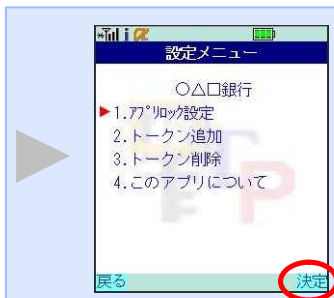 設定メニュー
○△□銀行
1.ｱﾌﾟﾘﾛｯｸ設定
2.トークン追加
3.トークン削除
4.このアプリについて
戻る 決定